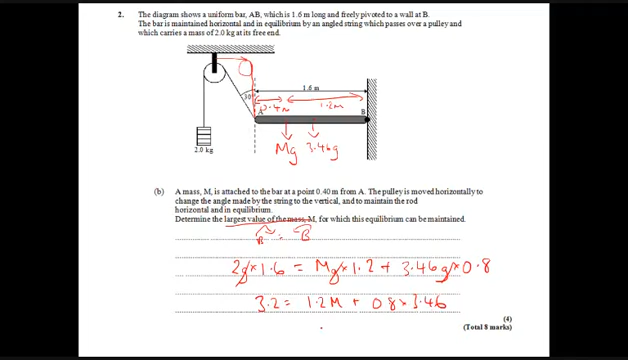 2. The diagram shows a uniform bar, AB, which is 1.6 m long and freely pivoted to a wall at B.
The bar is maintained horizontal and in equilibrium by an angled string which passes over a pulley and
which carries a mass of 2.0 kg at its free end.
1.6 m
30
0.4m 1.2m
A B
Mg 3.46g
2.0 kg
(b) A mass, M, is attached to the bar at a point 0.40 m from A. The pulley is moved horizontally to
change the angle made by the string to the vertical, and to maintain the rod
horizontal and in equilibrium.
Determine the largest value of the mass, M, for which this equilibrium can be maintained.
B = B
2g×1.6 = Mg×1.2 + 3.46g×0.8
3.2 = 1.2M + 0.8×3.46
(4)
(Total 8 marks)